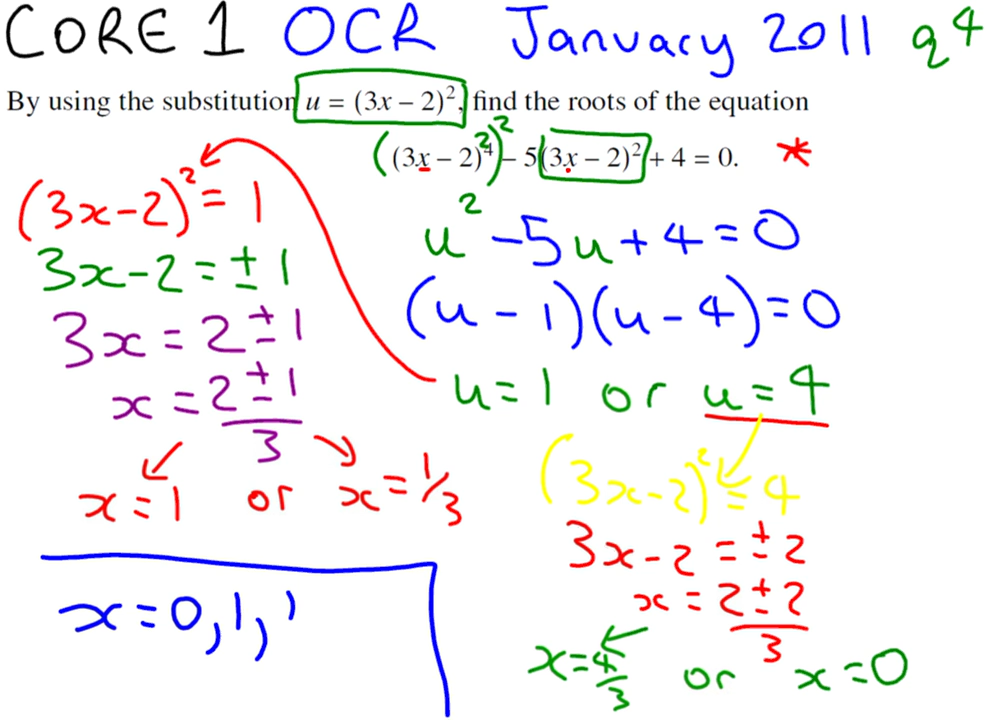 CORE 1 OCR January 2011 q4
By using the substitution u = (3x – 2)², find the roots of the equation
((3x – 2)²⁴)² – 5(3x – 2)² + 4 = 0. *
u² - 5u + 4 = 0
(u - 1)(u - 4) = 0
u = 1 or u = 4
(3x - 2)² = 1
3x - 2 = ± 1
3x = 2 ± 1
x = (2 ± 1)/3
x = 1 or x = 1/3
(3x - 2)² = 4
3x - 2 = ± 2
x = (2 ± 2)/3
x = 4/3 or x = 0
x = 0, 1,